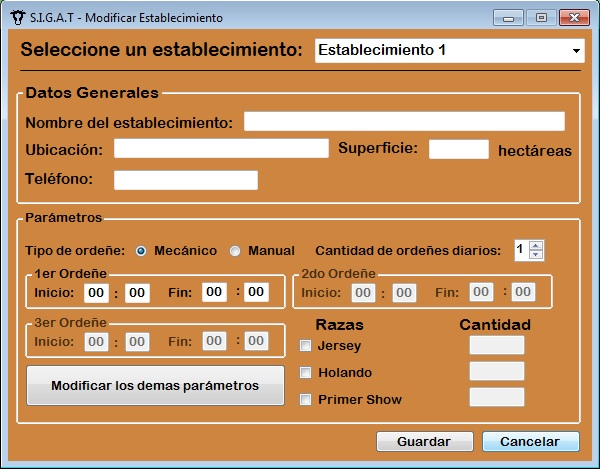 S.I.G.A.T - Modificar Establecimiento
Seleccione un establecimiento: Establecimiento 1
Datos Generales
Nombre del establecimiento:
Ubicación: Superficie: hectáreas
Teléfono:
Parámetros
Tipo de ordeñe: Mecánico Manual Cantidad de ordeñes diarios: 1
1er Ordeñe 2do Ordeñe
Inicio: 00 : 00 Fin: 00 : 00 Inicio: 00 : 00 Fin: 00 : 00
3er Ordeñe Razas Cantidad
Inicio: 00 : 00 Fin: 00 : 00 Jersey
Holando
Modificar los demas parámetros
Primer Show
Guardar Cancelar